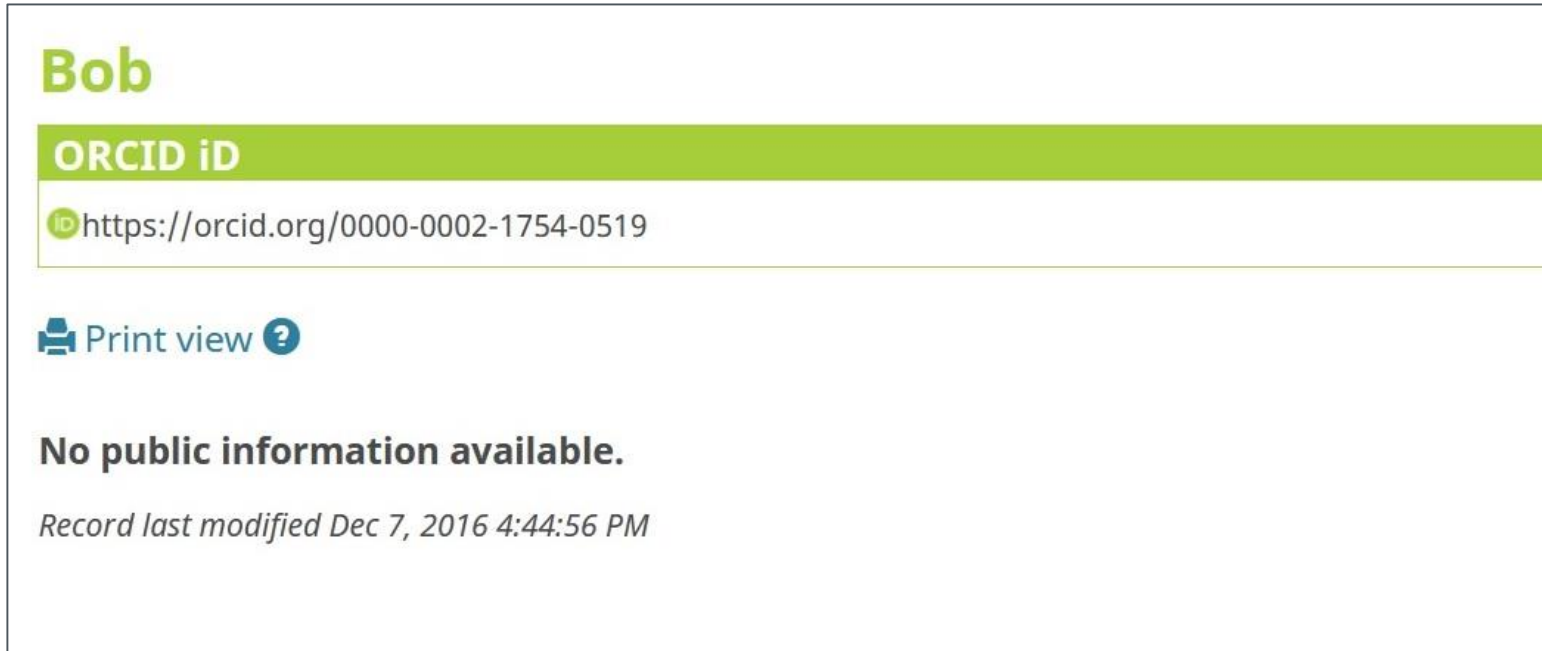 Bob
ORCID iD
iD https://orcid.org/0000-0002-1754-0519
Print view ?
No public information available.
Record last modified Dec 7, 2016 4:44:56 PM